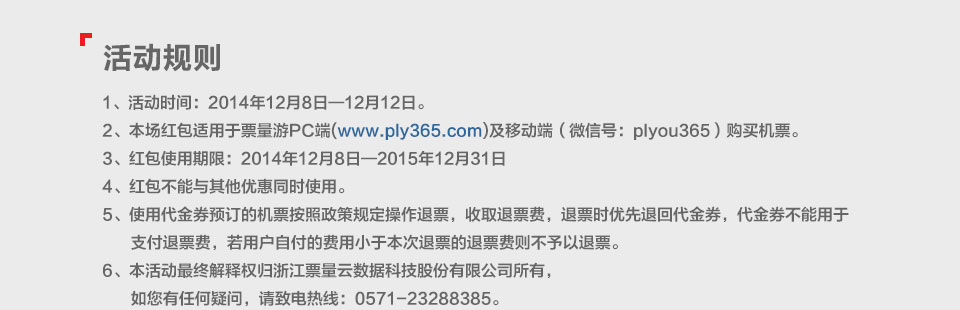 活动规则
1、活动时间：2014年12月8日—12月12日。
2、本场红包适用于票量游PC端(www.ply365.com)及移动端（微信号：plyou365）购买机票。
3、红包使用期限：2014年12月8日—2015年12月31日
4、红包不能与其他优惠同时使用。
5、使用代金券预订的机票按照政策规定操作退票，收取退票费，退票时优先退回代金券，代金券不能用于
支付退票费，若用户自付的费用小于本次退票的退票费则不予以退票。
6、本活动最终解释权归浙江票量云数据科技股份有限公司所有，
如您有任何疑问，请致电热线：0571-23288385。